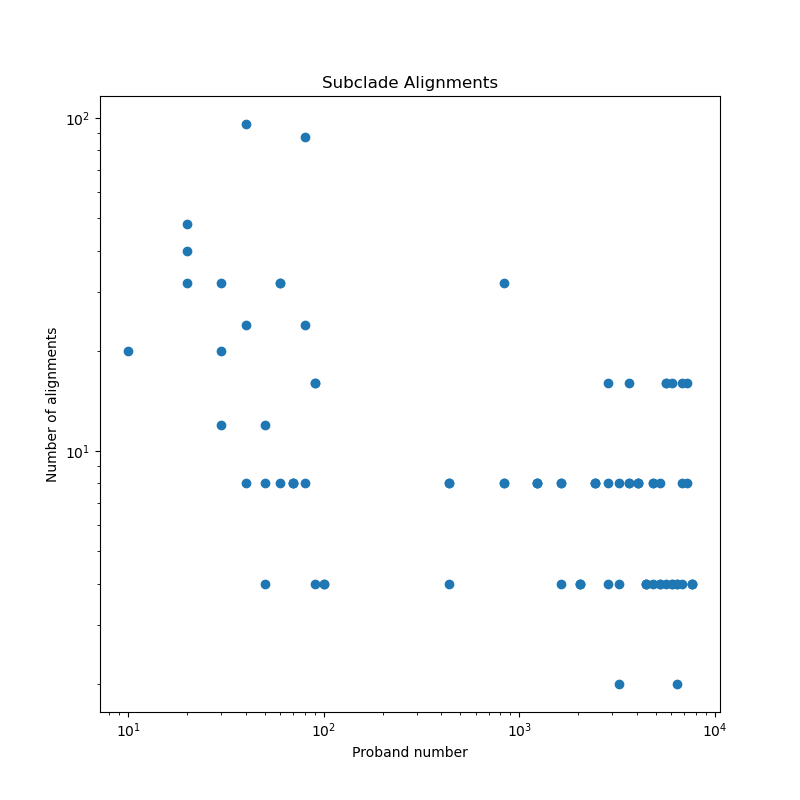 Subclade Alignments
Number of alignments
10²
10¹
10¹ 10² 10³ 10⁴
Proband number